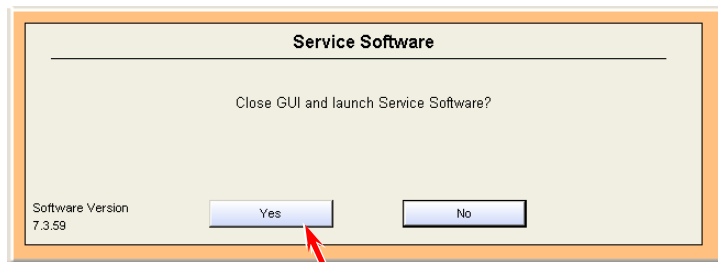 Service Software
Close GUI and launch Service Software?
Software Version
7.3.59
Yes
No